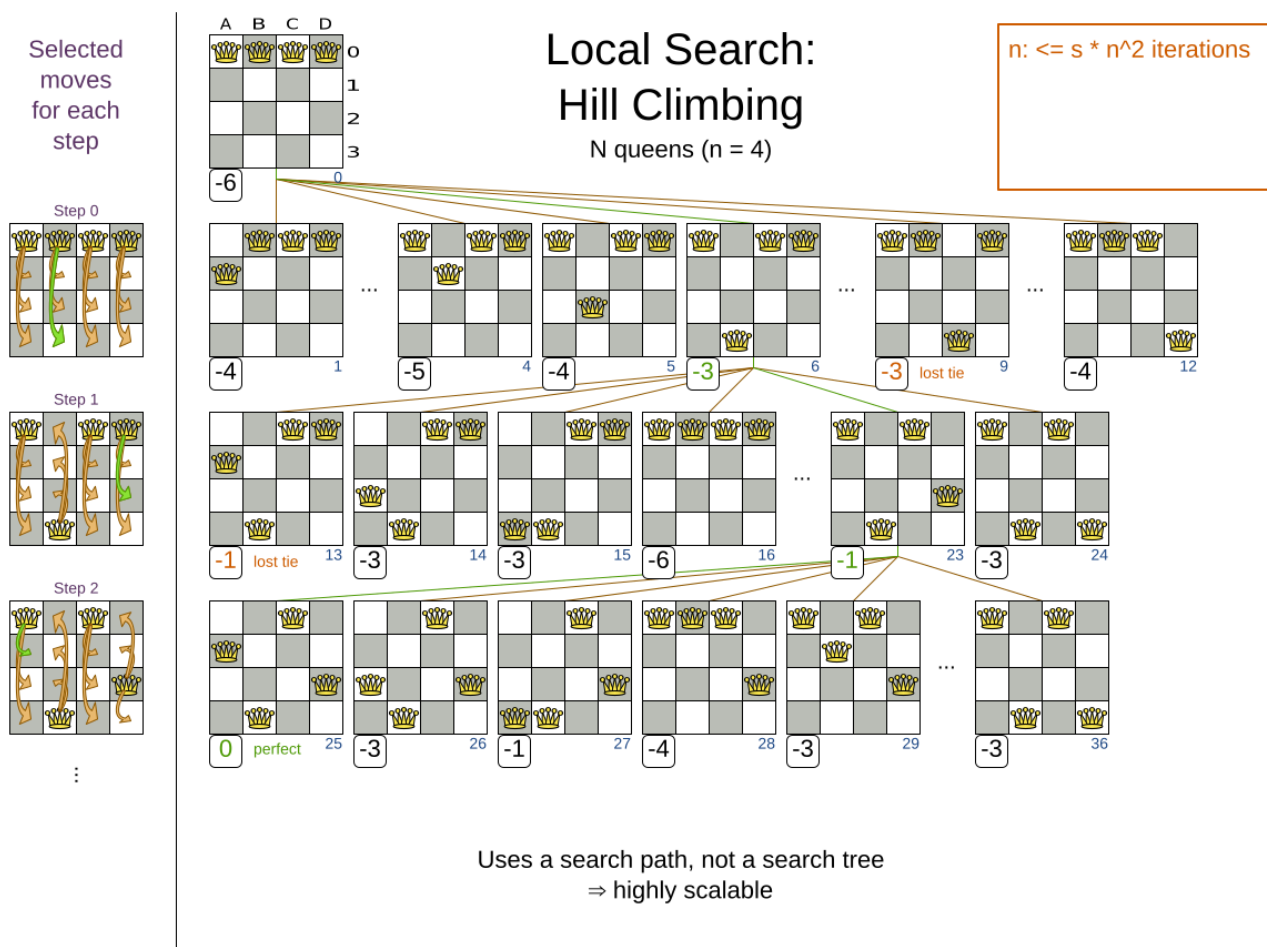 Selected
moves
for each
step
A B C D
0
1
2
3
Local Search:
Hill Climbing
N queens (n = 4)
n: <= s * n^2 iterations
-6
0
Step 0
...
...
...
-4
1
-5
4
-4
5
-3
6
-3
lost tie
9
-4
12
Step 1
...
-1
lost tie
13
-3
14
-3
15
-6
16
-1
23
-3
24
Step 2
...
0
perfect
25
-3
26
-1
27
-4
28
-3
29
-3
36
⋮
Uses a search path, not a search tree
⇒ highly scalable